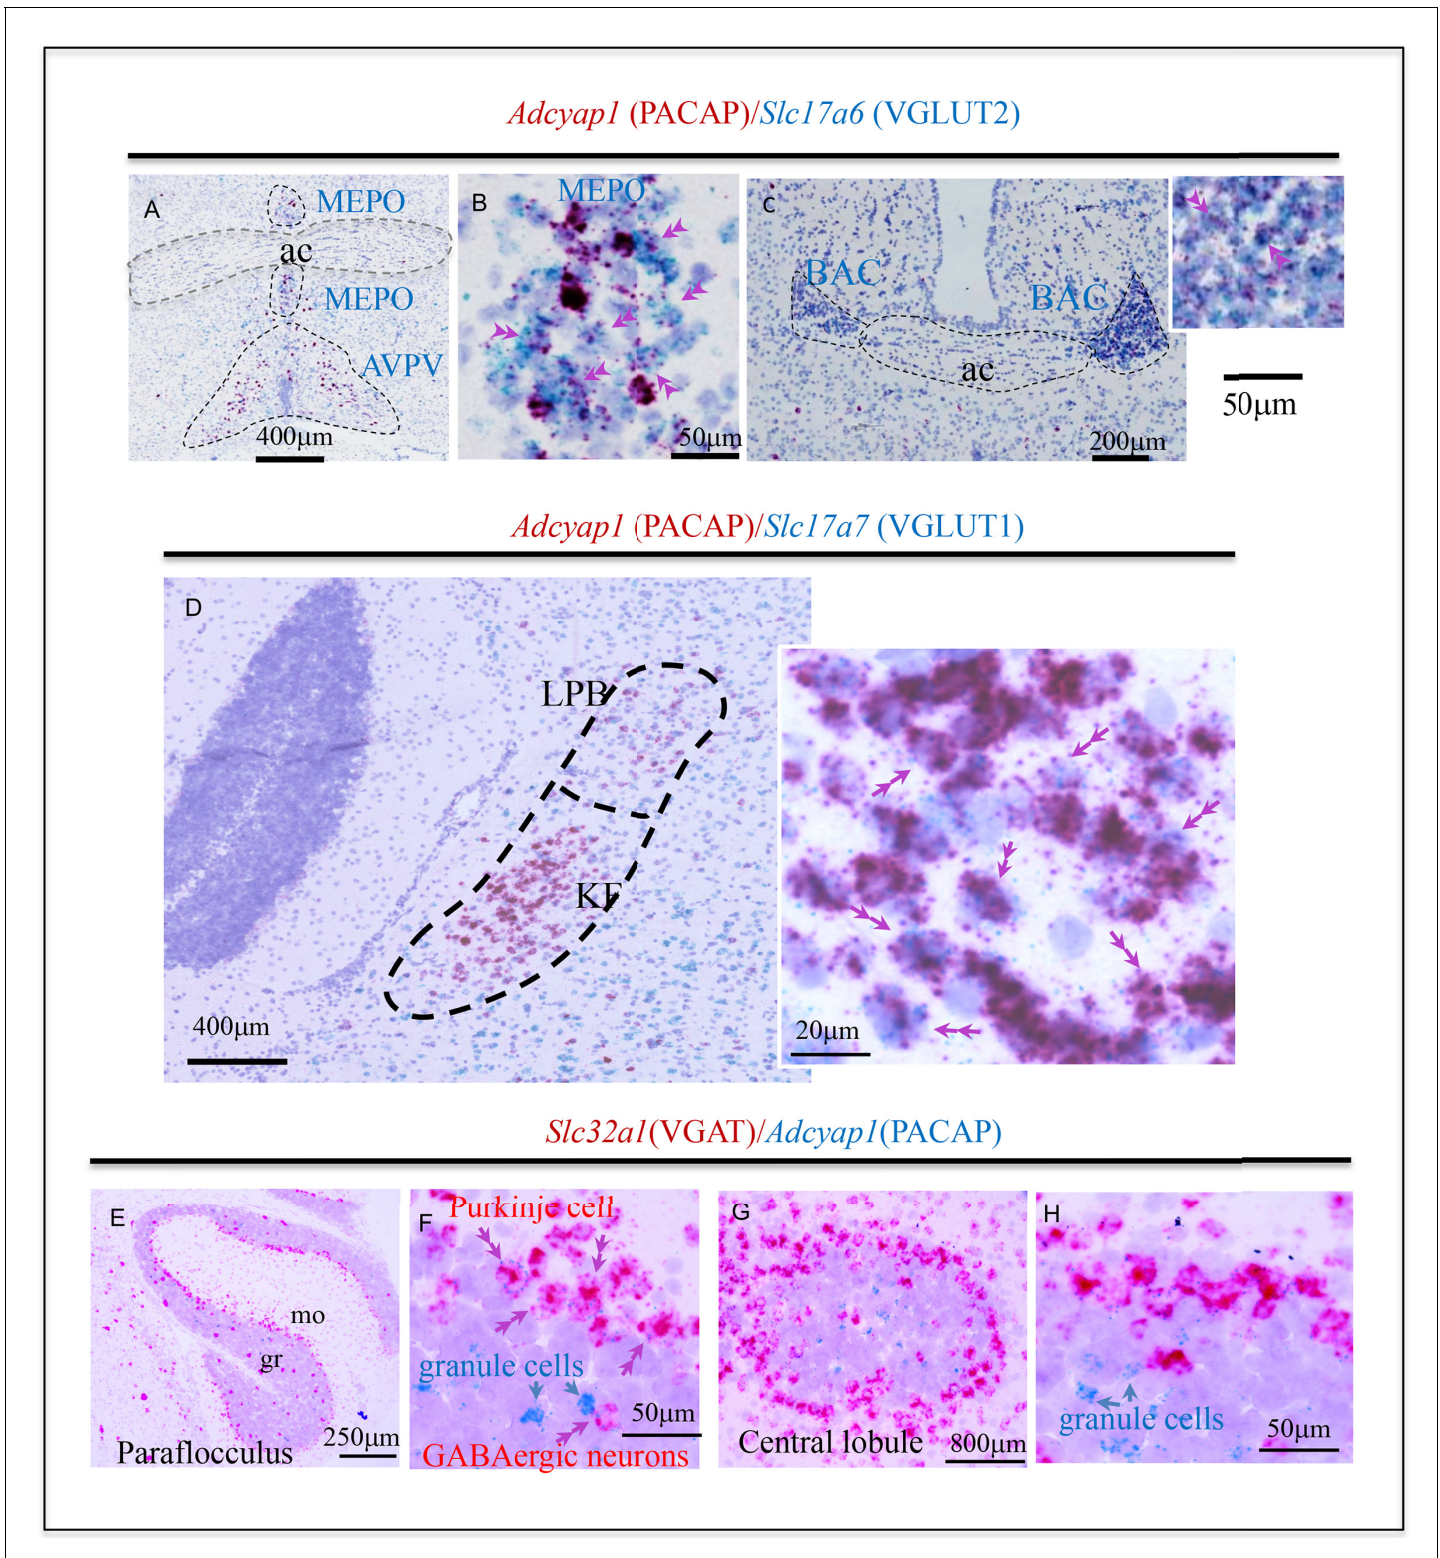 Adcyap1 (PACAP)/Slc17a6 (VGLUT2)
A
MEPO
ac
MEPO
AVPV
400μm
B
MEPO
50μm
C
BAC
BAC
ac
200μm
50μm
Adcyap1 (PACAP)/Slc17a7 (VGLUT1)
D
LPB
KF
400μm
20μm
Slc32a1(VGAT)/Adcyap1(PACAP)
E
mo
gr
250μm
Paraflocculus
F
Purkinje cell
granule cells
50μm
GABAergic neurons
G
Central lobule
800μm
H
granule cells
50μm